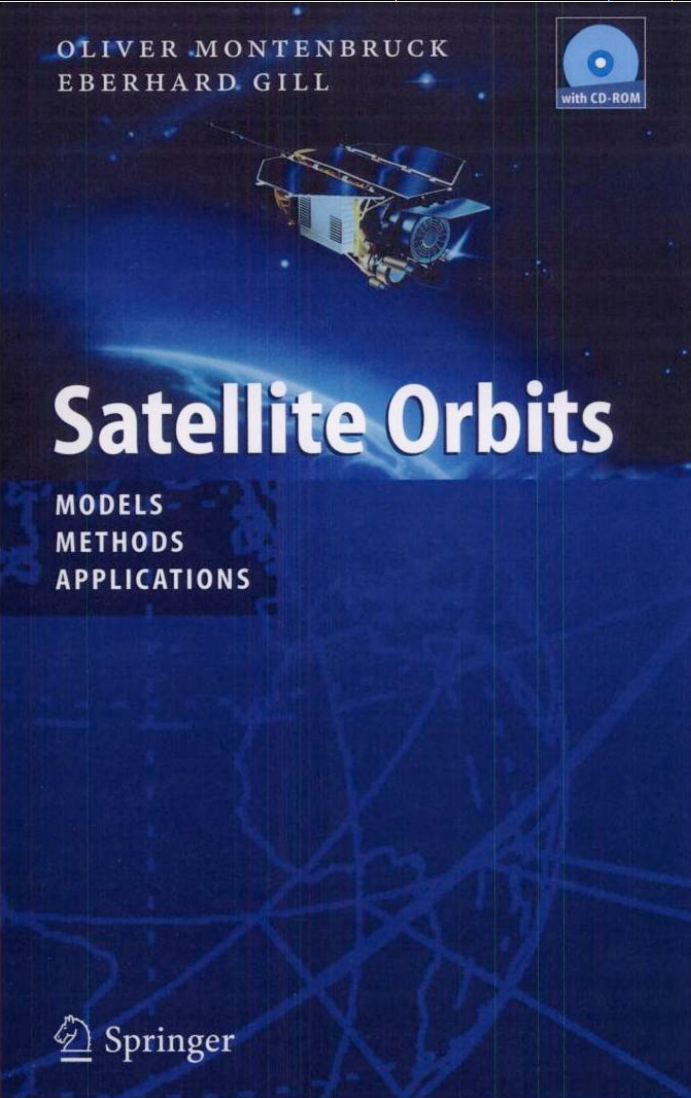 OLIVER MONTENBRUCK
EBERHARD GILL
with CD-ROM
Satellite Orbits
MODELS
METHODS
APPLICATIONS
Springer